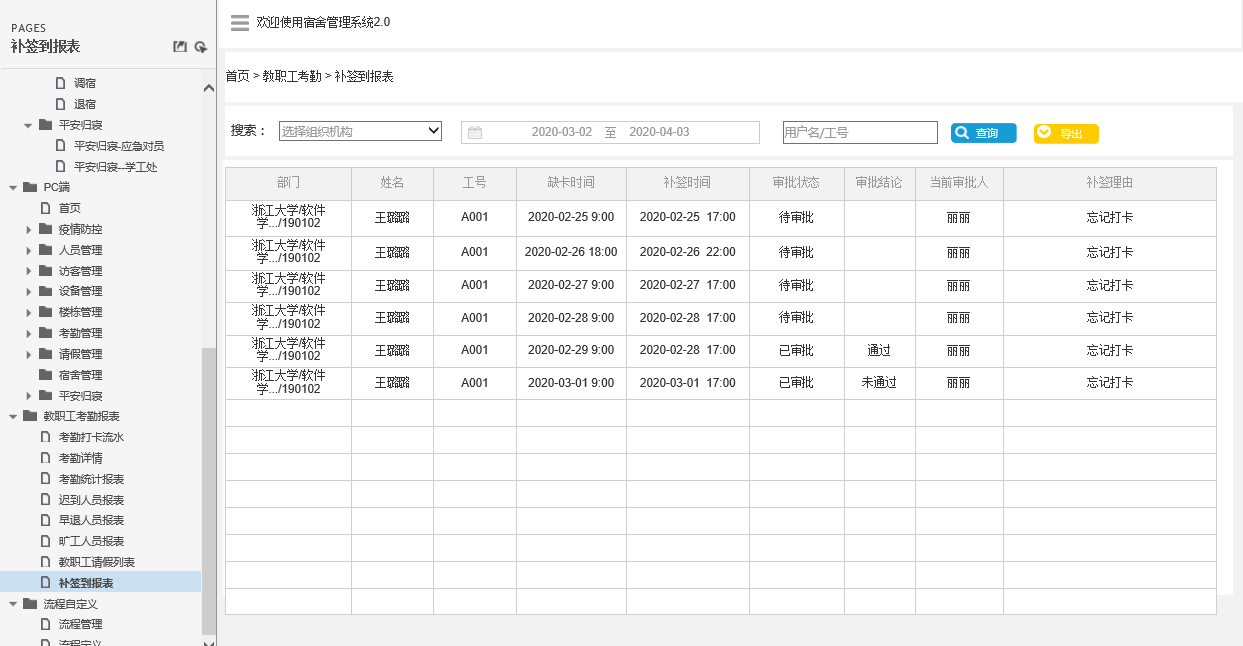 PAGES
补签到报表
调宿
退宿
平安归寝
平安归寝-应急对员
平安归寝--学工处
PC端
首页
疫情防控
人员管理
访客管理
设备管理
楼栋管理
考勤管理
请假管理
宿舍管理
平安归寝
教职工考勤报表
考勤打卡流水
考勤详情
考勤统计报表
迟到人员报表
早退人员报表
旷工人员报表
教职工请假列表
补签到报表
流程自定义
流程管理
流程定义
欢迎使用宿舍管理系统2.0
首页 > 教职工考勤 > 补签到报表
搜索： 选择组织机构 2020-03-02 至 2020-04-03 用户名/工号 查询 导出
部门 姓名 工号 缺卡时间 补签时间 审批状态 审批结论 当前审批人 补签理由
浙江大学/软件
学.../190102 王璐璐 A001 2020-02-25 9:00 2020-02-25 17:00 待审批 丽丽 忘记打卡
浙江大学/软件
学.../190102 王璐璐 A001 2020-02-26 18:00 2020-02-26 22:00 待审批 丽丽 忘记打卡
浙江大学/软件
学.../190102 王璐璐 A001 2020-02-27 9:00 2020-02-27 17:00 待审批 丽丽 忘记打卡
浙江大学/软件
学.../190102 王璐璐 A001 2020-02-28 9:00 2020-02-28 17:00 待审批 丽丽 忘记打卡
浙江大学/软件
学.../190102 王璐璐 A001 2020-02-29 9:00 2020-02-28 17:00 已审批 通过 丽丽 忘记打卡
浙江大学/软件
学.../190102 王璐璐 A001 2020-03-01 9:00 2020-03-01 17:00 已审批 未通过 丽丽 忘记打卡